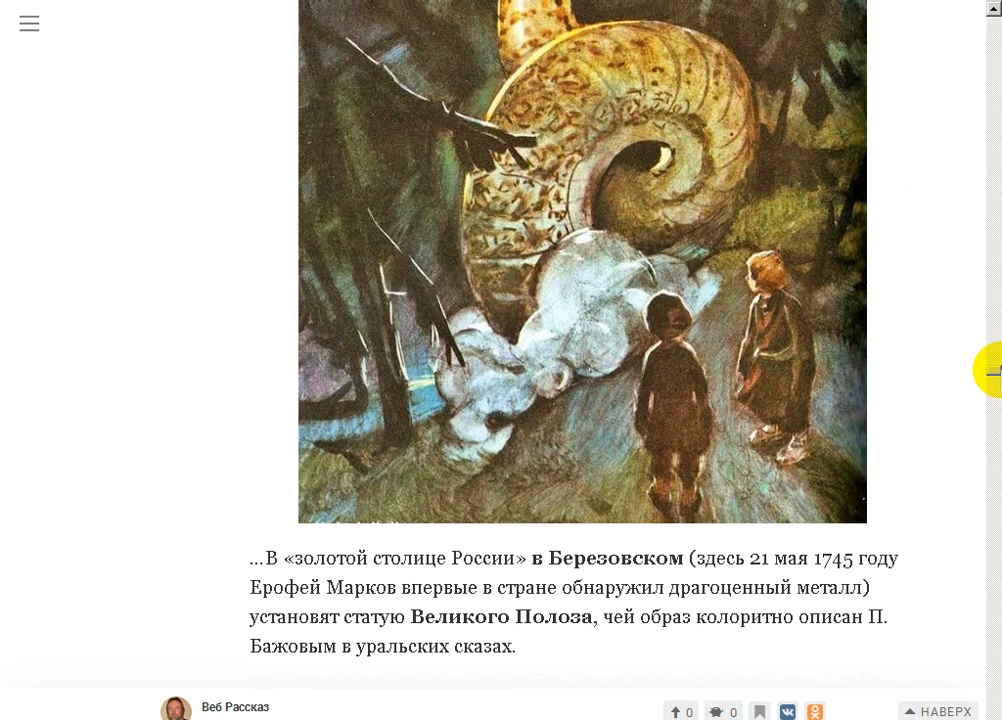 ...В «золотой столице России» в Березовском (здесь 21 мая 1745 году
Ерофей Марков впервые в стране обнаружил драгоценный металл)
установят статую Великого Полоза, чей образ колоритно описан П.
Бажовым в уральских сказах.
Веб Рассказ
0
0
НАВЕРХ